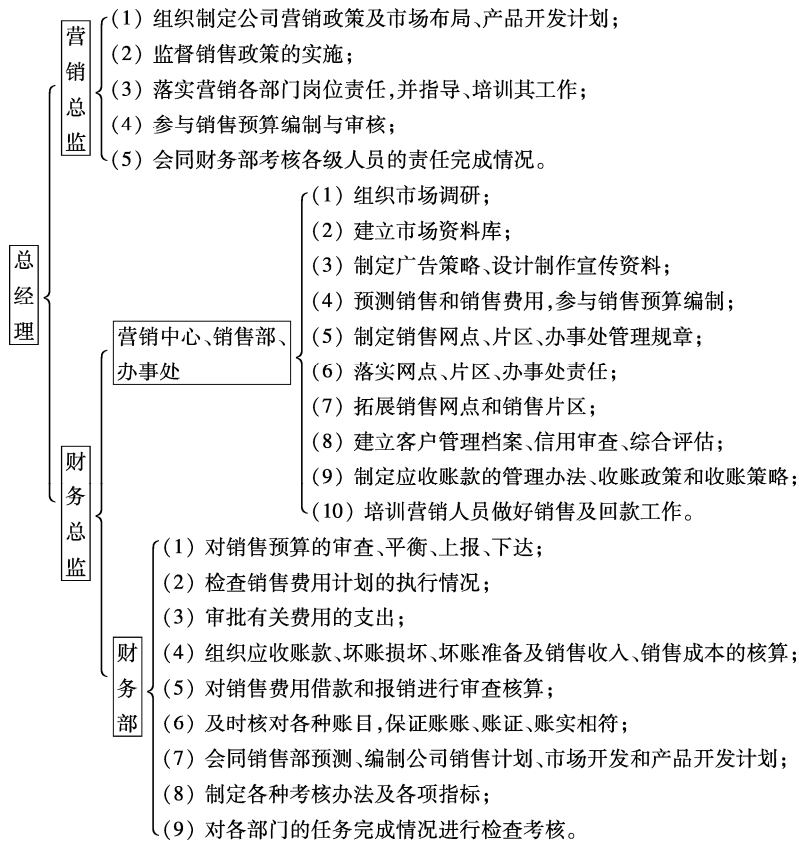 总经理
营销总监
(1) 组织制定公司营销政策及市场布局、产品开发计划;
(2) 监督销售政策的实施;
(3) 落实营销各部门岗位责任,并指导、培训其工作;
(4) 参与销售预算编制与审核;
(5) 会同财务部考核各级人员的责任完成情况。
财务总监
营销中心、销售部、
办事处
(1) 组织市场调研;
(2) 建立市场资料库;
(3) 制定广告策略、设计制作宣传资料;
(4) 预测销售和销售费用,参与销售预算编制;
(5) 制定销售网点、片区、办事处管理规章;
(6) 落实网点、片区、办事处责任;
(7) 拓展销售网点和销售片区;
(8) 建立客户管理档案、信用审查、综合评估;
(9) 制定应收账款的管理办法、收账政策和收账策略;
(10) 培训营销人员做好销售及回款工作。
财务部
(1) 对销售预算的审查、平衡、上报、下达;
(2) 检查销售费用计划的执行情况;
(3) 审批有关费用的支出;
(4) 组织应收账款、坏账损坏、坏账准备及销售收入、销售成本的核算;
(5) 对销售费用借款和报销进行审查核算;
(6) 及时核对各种账目,保证账账、账证、账实相符;
(7) 会同销售部预测、编制公司销售计划、市场开发和产品开发计划;
(8) 制定各种考核办法及各项指标;
(9) 对各部门的任务完成情况进行检查考核。